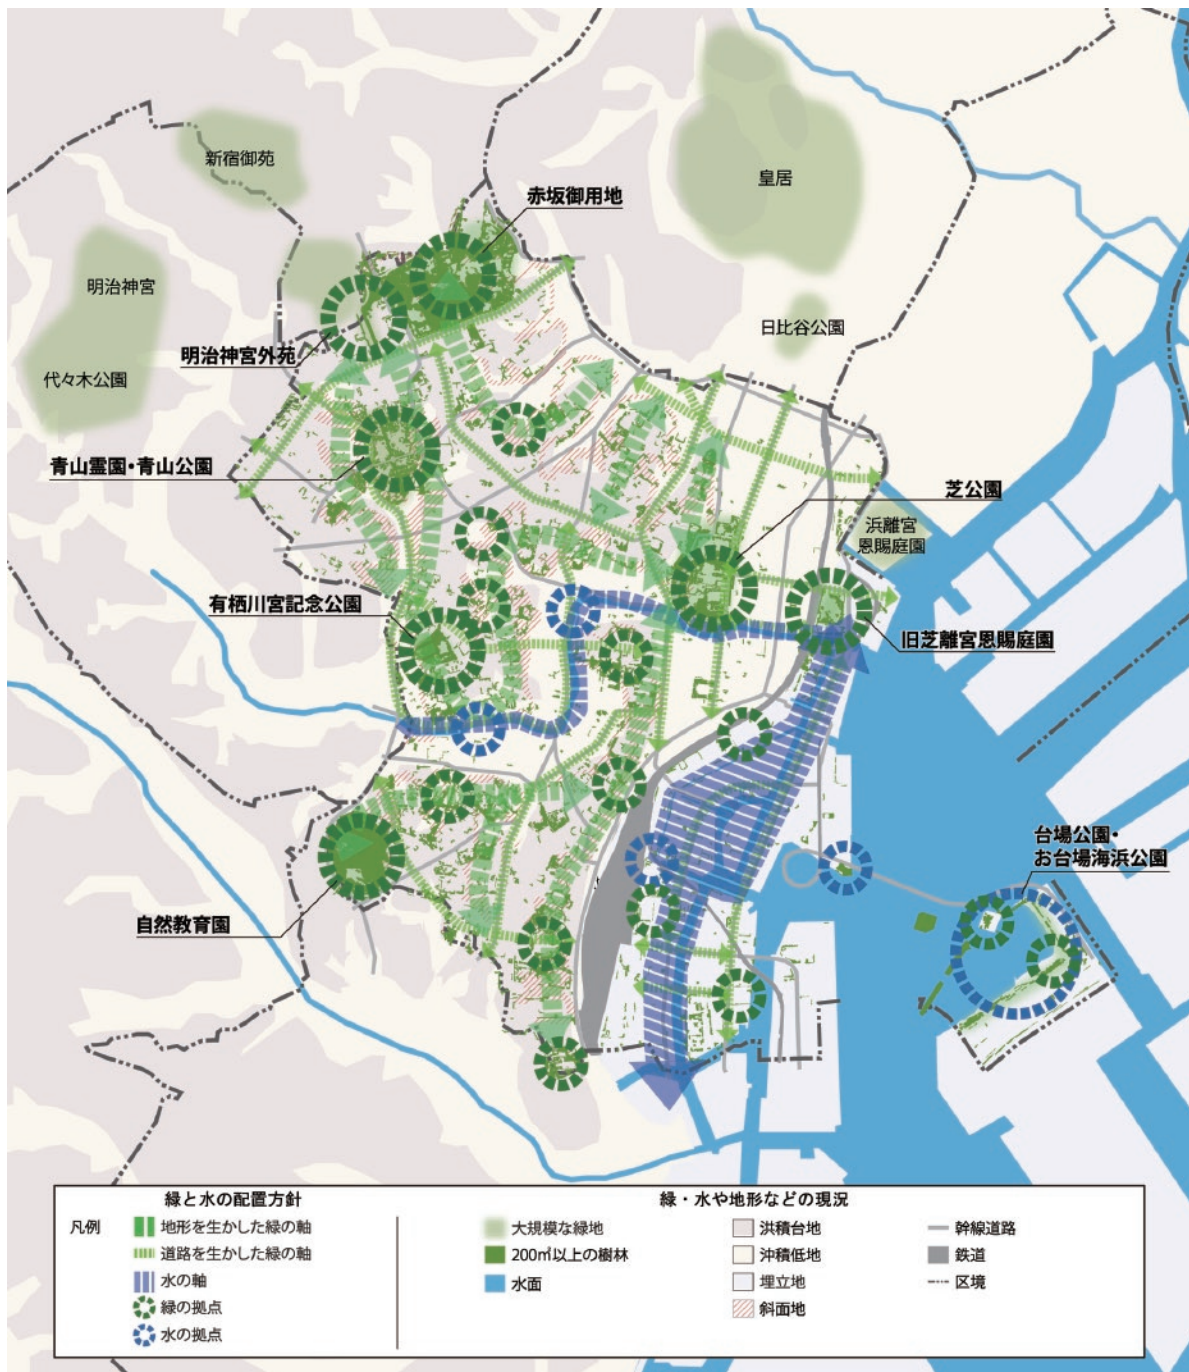 新宿御苑
皇居
赤坂御用地
明治神宮
日比谷公園
明治神宮外苑
代々木公園
青山霊園・青山公園
芝公園
浜離宮
恩賜庭園
有栖川宮記念公園
旧芝離宮恩賜庭園
台場公園・
お台場海浜公園
自然教育園
緑と水の配置方針
凡例
地形を生かした緑の軸
道路を生かした緑の軸
水の軸
緑の拠点
水の拠点
緑・水や地形などの現況
大規模な緑地
200㎡以上の樹林
水面
洪積台地
沖積低地
埋立地
斜面地
幹線道路
鉄道
区境